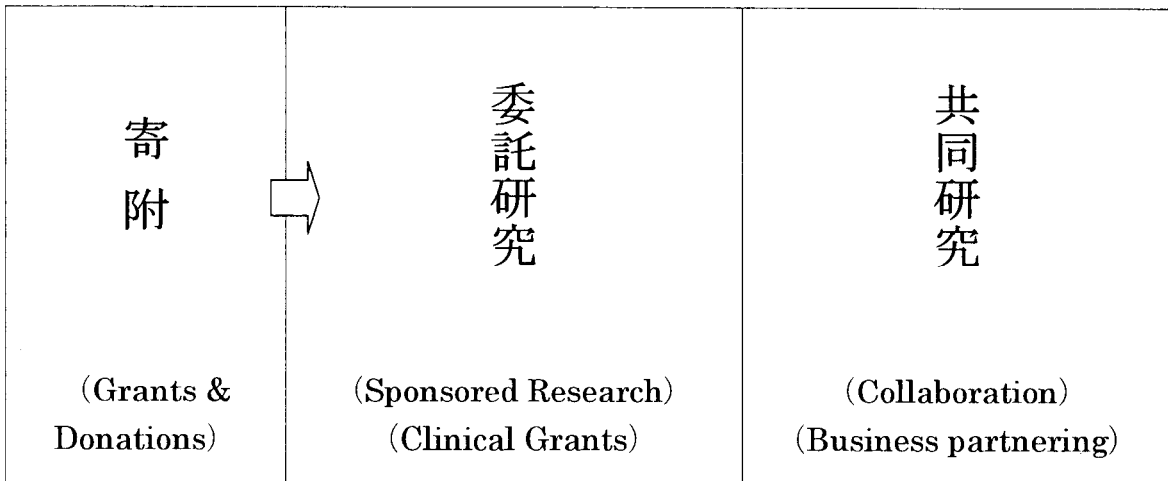 寄附
(Grants &
Donations)
委託研究
(Sponsored Research)
(Clinical Grants)
共同研究
(Collaboration)
(Business partnering)